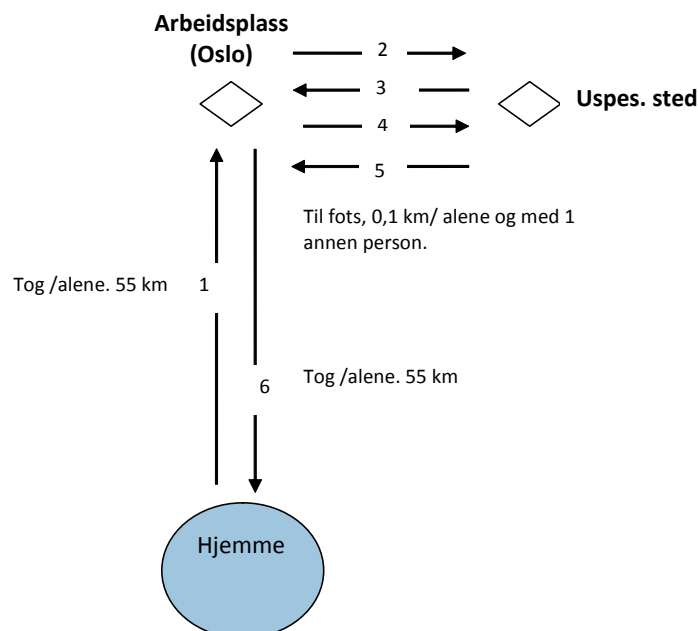 Arbeidsplass
(Oslo)
2
3
Uspes. sted
4
5
Til fots, 0,1 km/ alene og med 1
annen person.
Tog /alene. 55 km
1
6
Tog /alene. 55 km
Hjemme